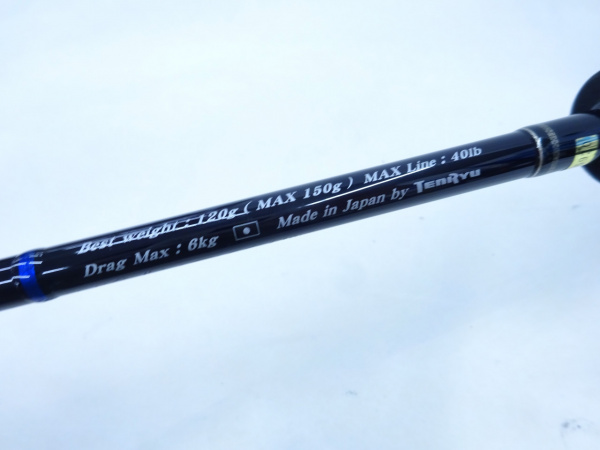 Best weight : 120g ( MAX 150g ) MAX Line : 40lb
Drag Max : 6kg Made in Japan by TENRYU